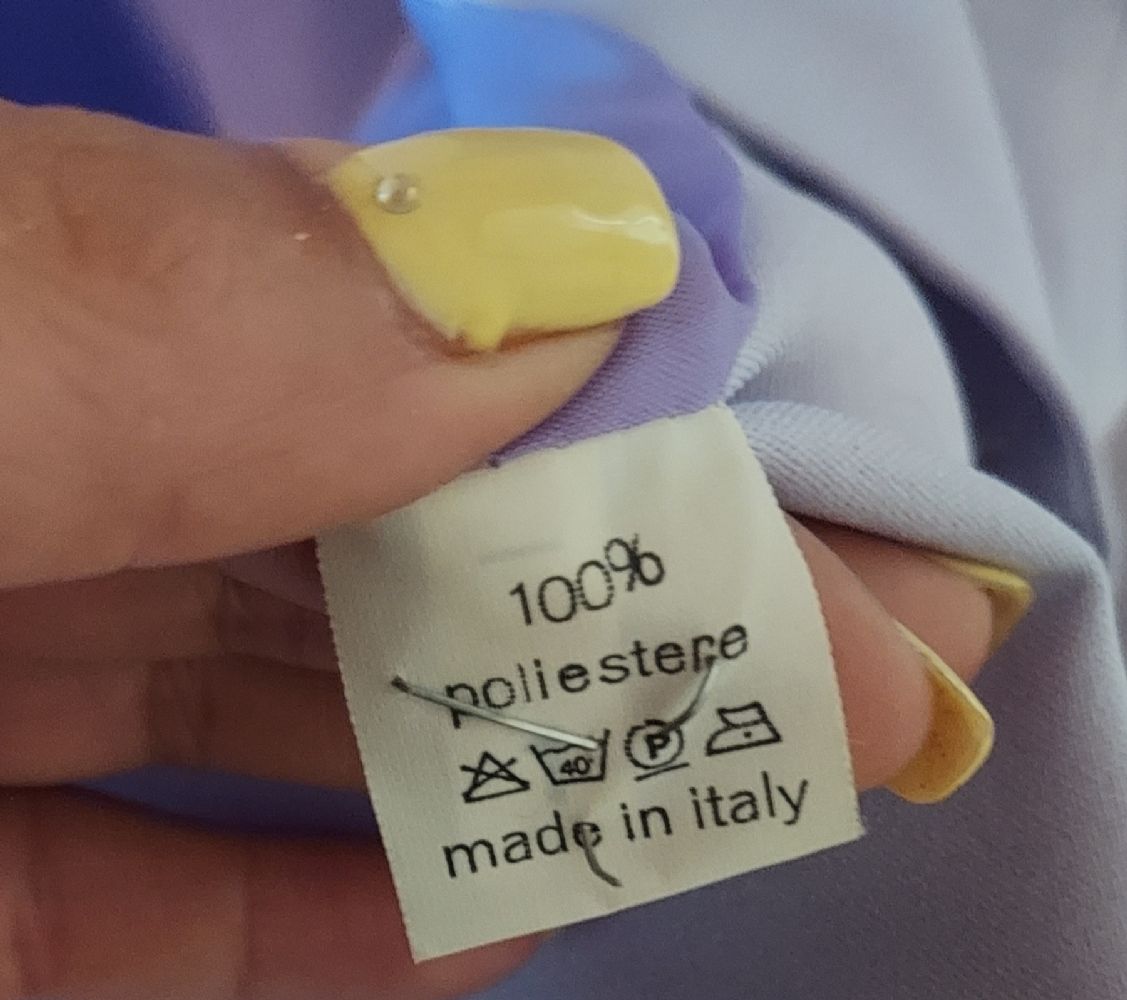 100%
poliestere
40° P
made in italy